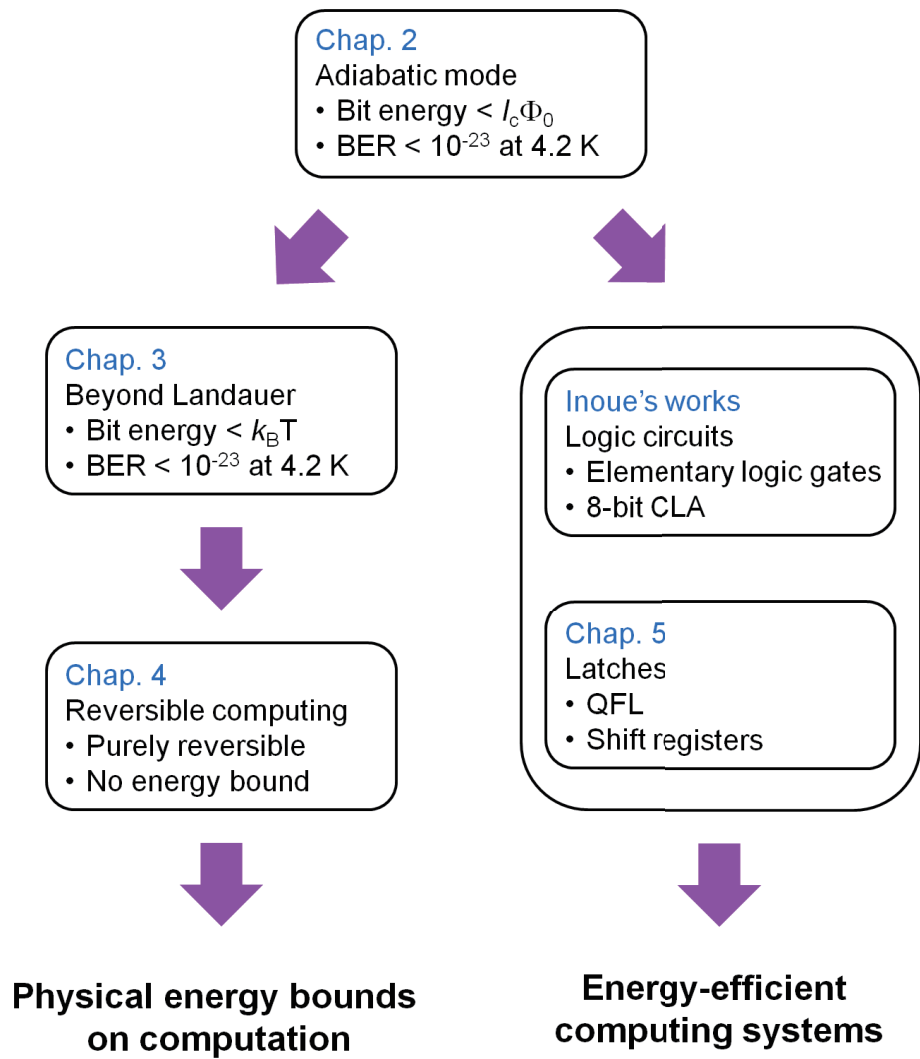 Chap. 2
Adiabatic mode
• Bit energy < I_cΦ_0
• BER < 10^-23 at 4.2 K
Chap. 3
Beyond Landauer
• Bit energy < k_BT
• BER < 10^-23 at 4.2 K
Chap. 4
Reversible computing
• Purely reversible
• No energy bound
Physical energy bounds
on computation
Inoue's works
Logic circuits
• Elementary logic gates
• 8-bit CLA
Chap. 5
Latches
• QFL
• Shift registers
Energy-efficient
computing systems